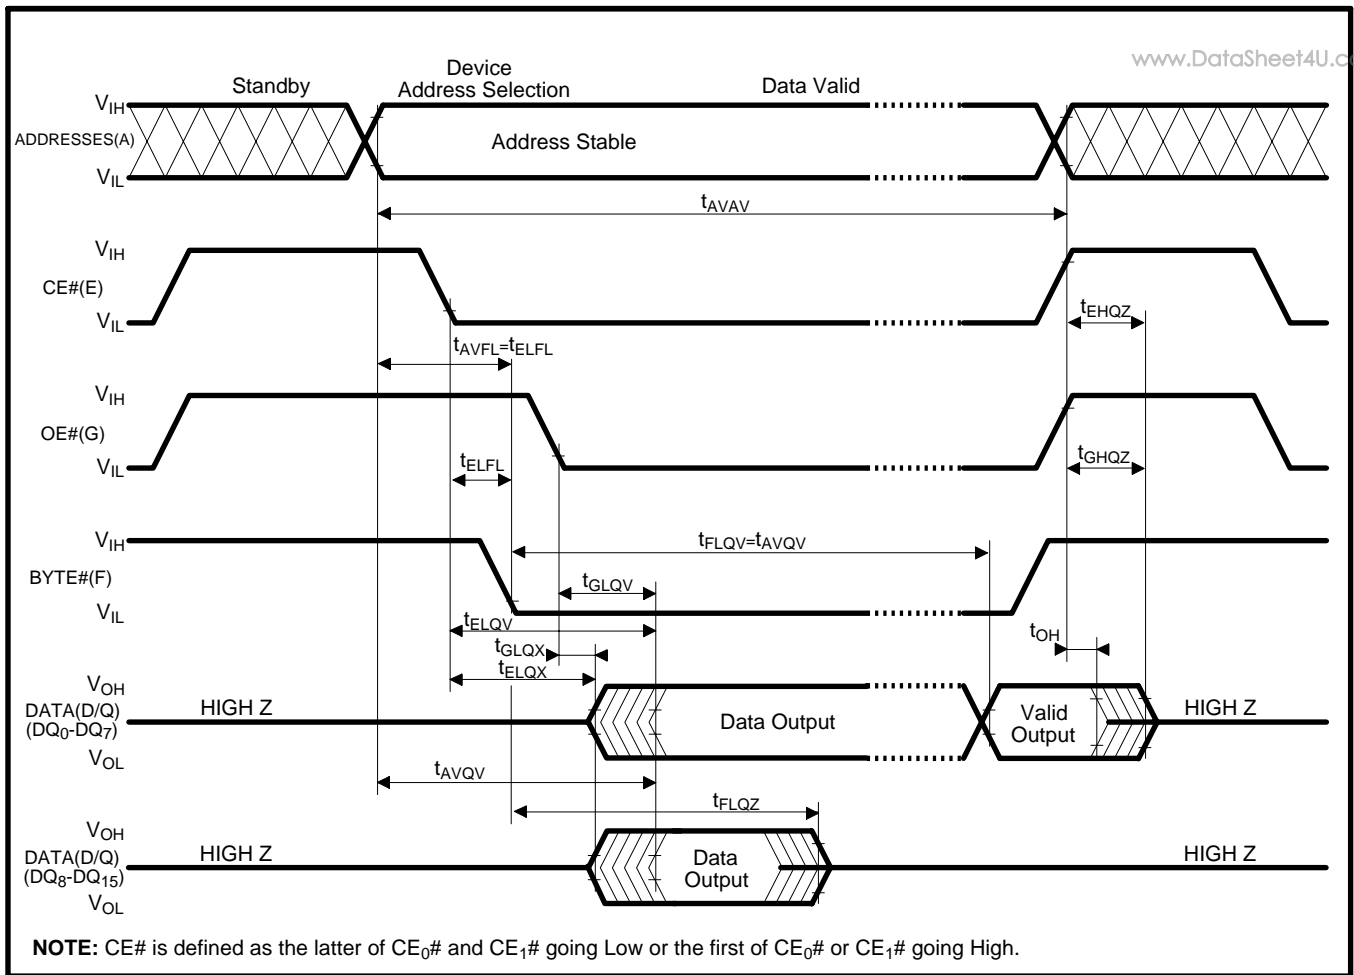 www.DataSheet4U.c
Standby
Device
Address Selection
Data Valid
VIH
ADDRESSES(A)
VIL
Address Stable
tAVAV
VIH
CE#(E)
VIL
tEHQZ
tAVFL=tELFL
VIH
OE#(G)
VIL
tELFL
tGHQZ
VIH
BYTE#(F)
VIL
tFLQV=tAVQV
tGLQV
tELQV
tOH
tGLQX
tELQX
VOH
DATA(D/Q)
(DQ0-DQ7)
VOL
HIGH Z
Data Output
Valid
Output
HIGH Z
tAVQV
tFLQZ
VOH
DATA(D/Q)
(DQ8-DQ15)
VOL
HIGH Z
Data
Output
HIGH Z
NOTE: CE# is defined as the latter of CE0# and CE1# going Low or the first of CE0# or CE1# going High.